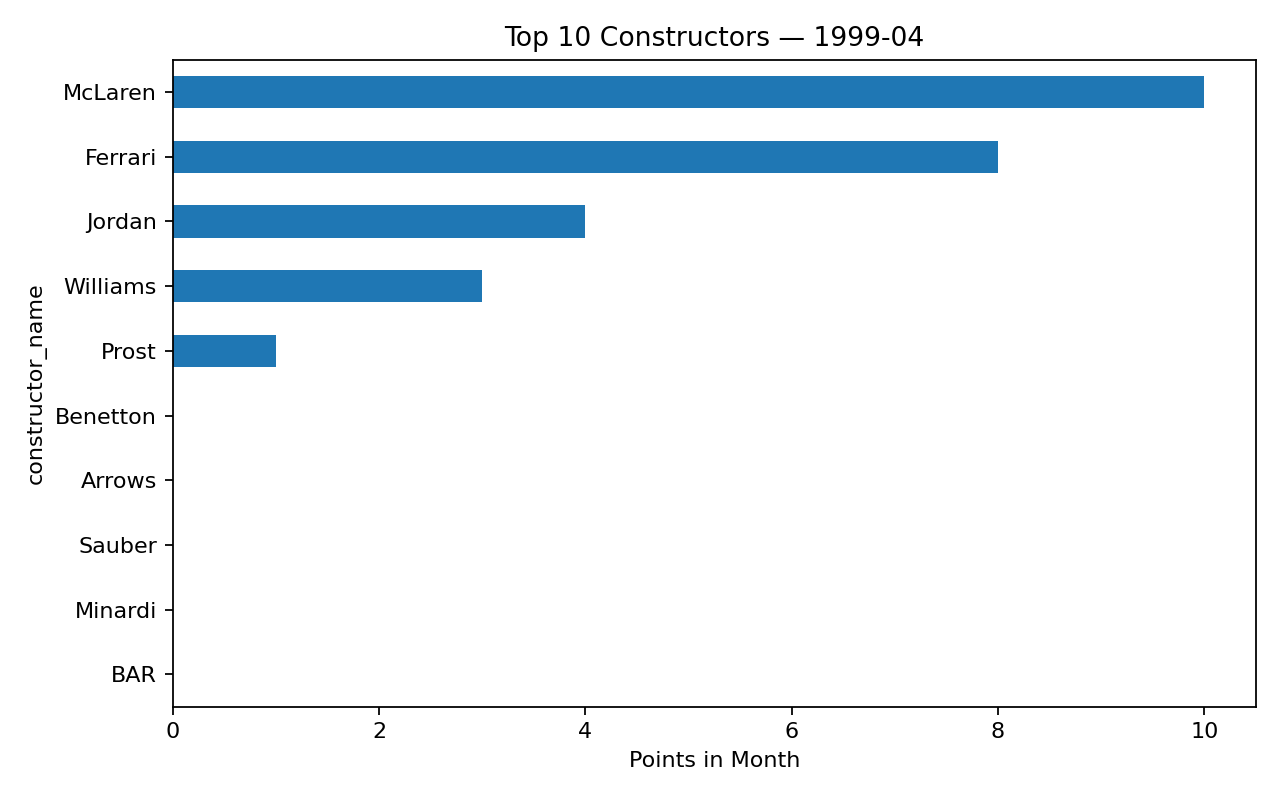 Top 10 Constructors — 1999-04
constructor_name
McLaren
Ferrari
Jordan
Williams
Prost
Benetton
Arrows
Sauber
Minardi
BAR
0 2 4 6 8 10
Points in Month